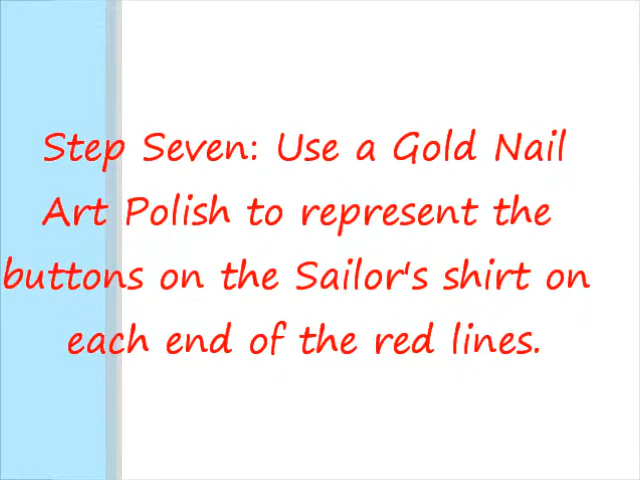 Step Seven: Use a Gold Nail
Art Polish to represent the
buttons on the Sailor's shirt on
each end of the red lines.